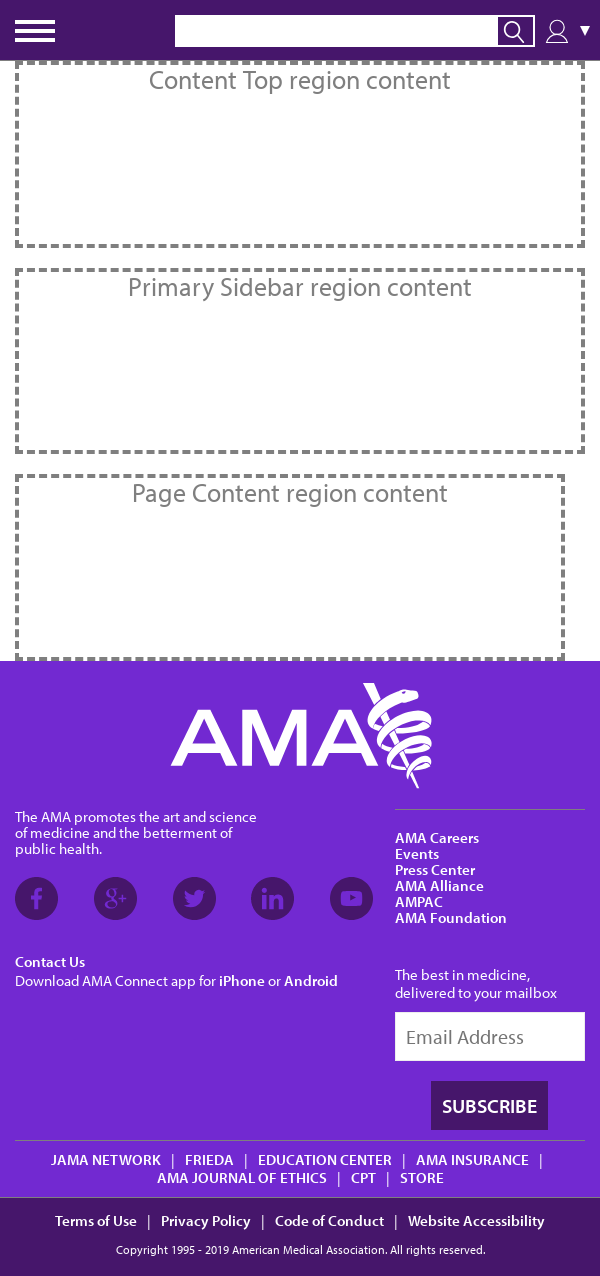 Content Top region content
Primary Sidebar region content
Page Content region content
AMA
The AMA promotes the art and science
of medicine and the betterment of
public health.
Contact Us
Download AMA Connect app for iPhone or Android
AMA Careers
Events
Press Center
AMA Alliance
AMPAC
AMA Foundation
The best in medicine,
delivered to your mailbox
Email Address
SUBSCRIBE
JAMA NETWORK | FRIEDA | EDUCATION CENTER | AMA INSURANCE |
AMA JOURNAL OF ETHICS | CPT | STORE
Terms of Use | Privacy Policy | Code of Conduct | Website Accessibility
Copyright 1995 - 2019 American Medical Association. All rights reserved.